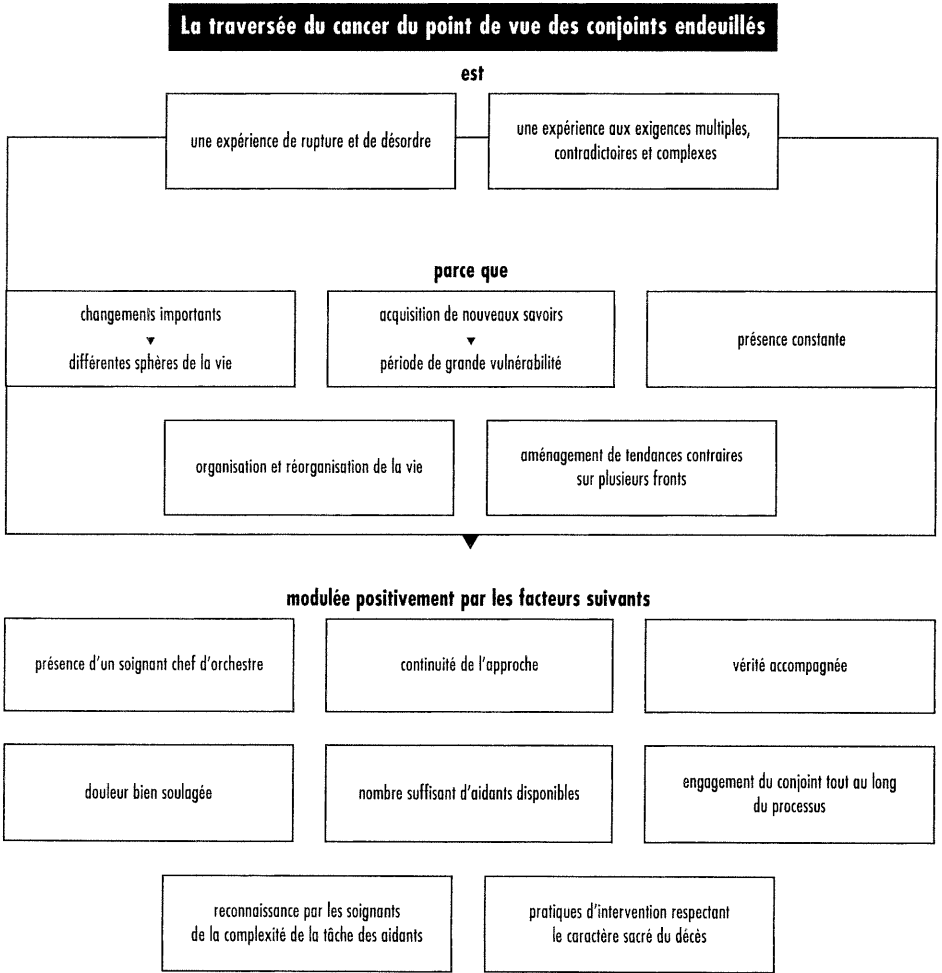 La traversée du cancer du point de vue des conjoints endeuillés
est
une expérience de rupture et de désordre
une expérience aux exigences multiples,
contradictoires et complexes
parce que
changements importants
différentes sphères de la vie
acquisition de nouveaux savoirs
période de grande vulnérabilité
présence constante
organisation et réorganisation de la vie
aménagement de tendances contraires
sur plusieurs fronts
modulée positivement par les facteurs suivants
présence d'un soignant chef d'orchestre
continuité de l'approche
vérité accompagnée
douleur bien soulagée
nombre suffisant d'aidants disponibles
engagement du conjoint tout au long
du processus
reconnaissance par les soignants
de la complexité de la tâche des aidants
pratiques d'intervention respectant
le caractère sacré du décès